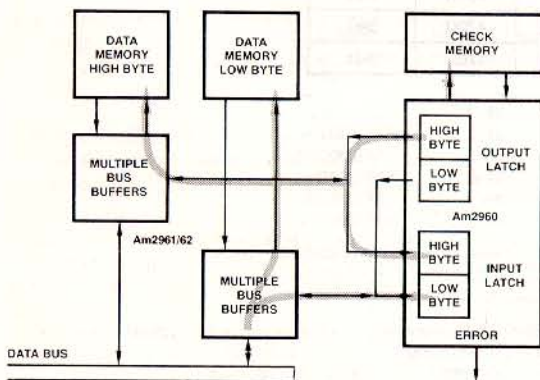 DATA
MEMORY
HIGH BYTE
DATA
MEMORY
LOW BYTE
CHECK
MEMORY
MULTIPLE
BUS
BUFFERS
HIGH
BYTE
LOW
BYTE
OUTPUT
LATCH
Am2960
Am2961/62
MULTIPLE
BUS
BUFFERS
HIGH
BYTE
LOW
BYTE
INPUT
LATCH
ERROR
DATA BUS